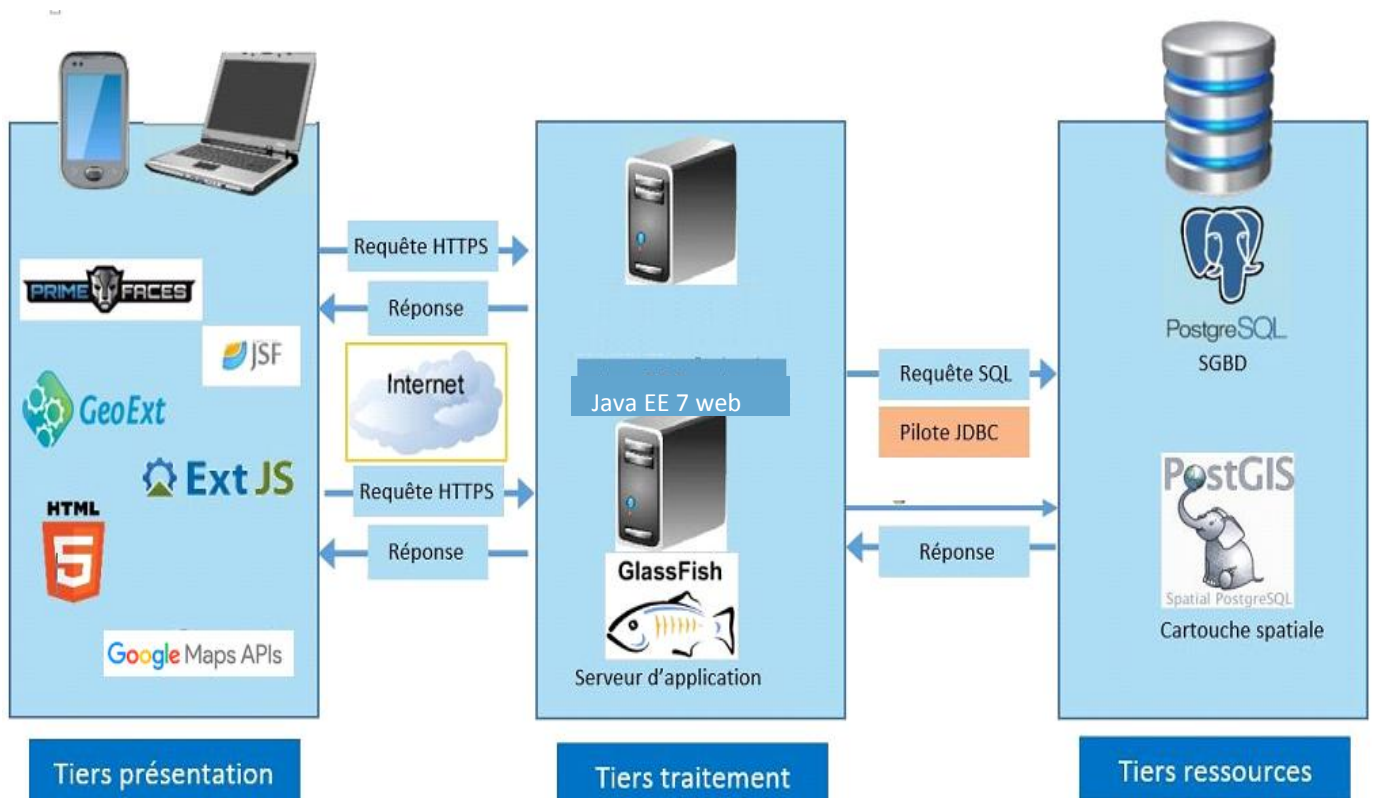 PRIME FACES
JSF
GeoExt
Ext JS
HTML
5
Google Maps APIs
Tiers présentation
Requête HTTPS
Réponse
Internet
Requête HTTPS
Réponse
Java EE 7 web
GlassFish
Serveur d'application
Tiers traitement
Requête SQL
Pilote JDBC
Réponse
PostgreSQL
SGBD
PostGIS
Spatial PostgreSQL
Cartouche spatiale
Tiers ressources